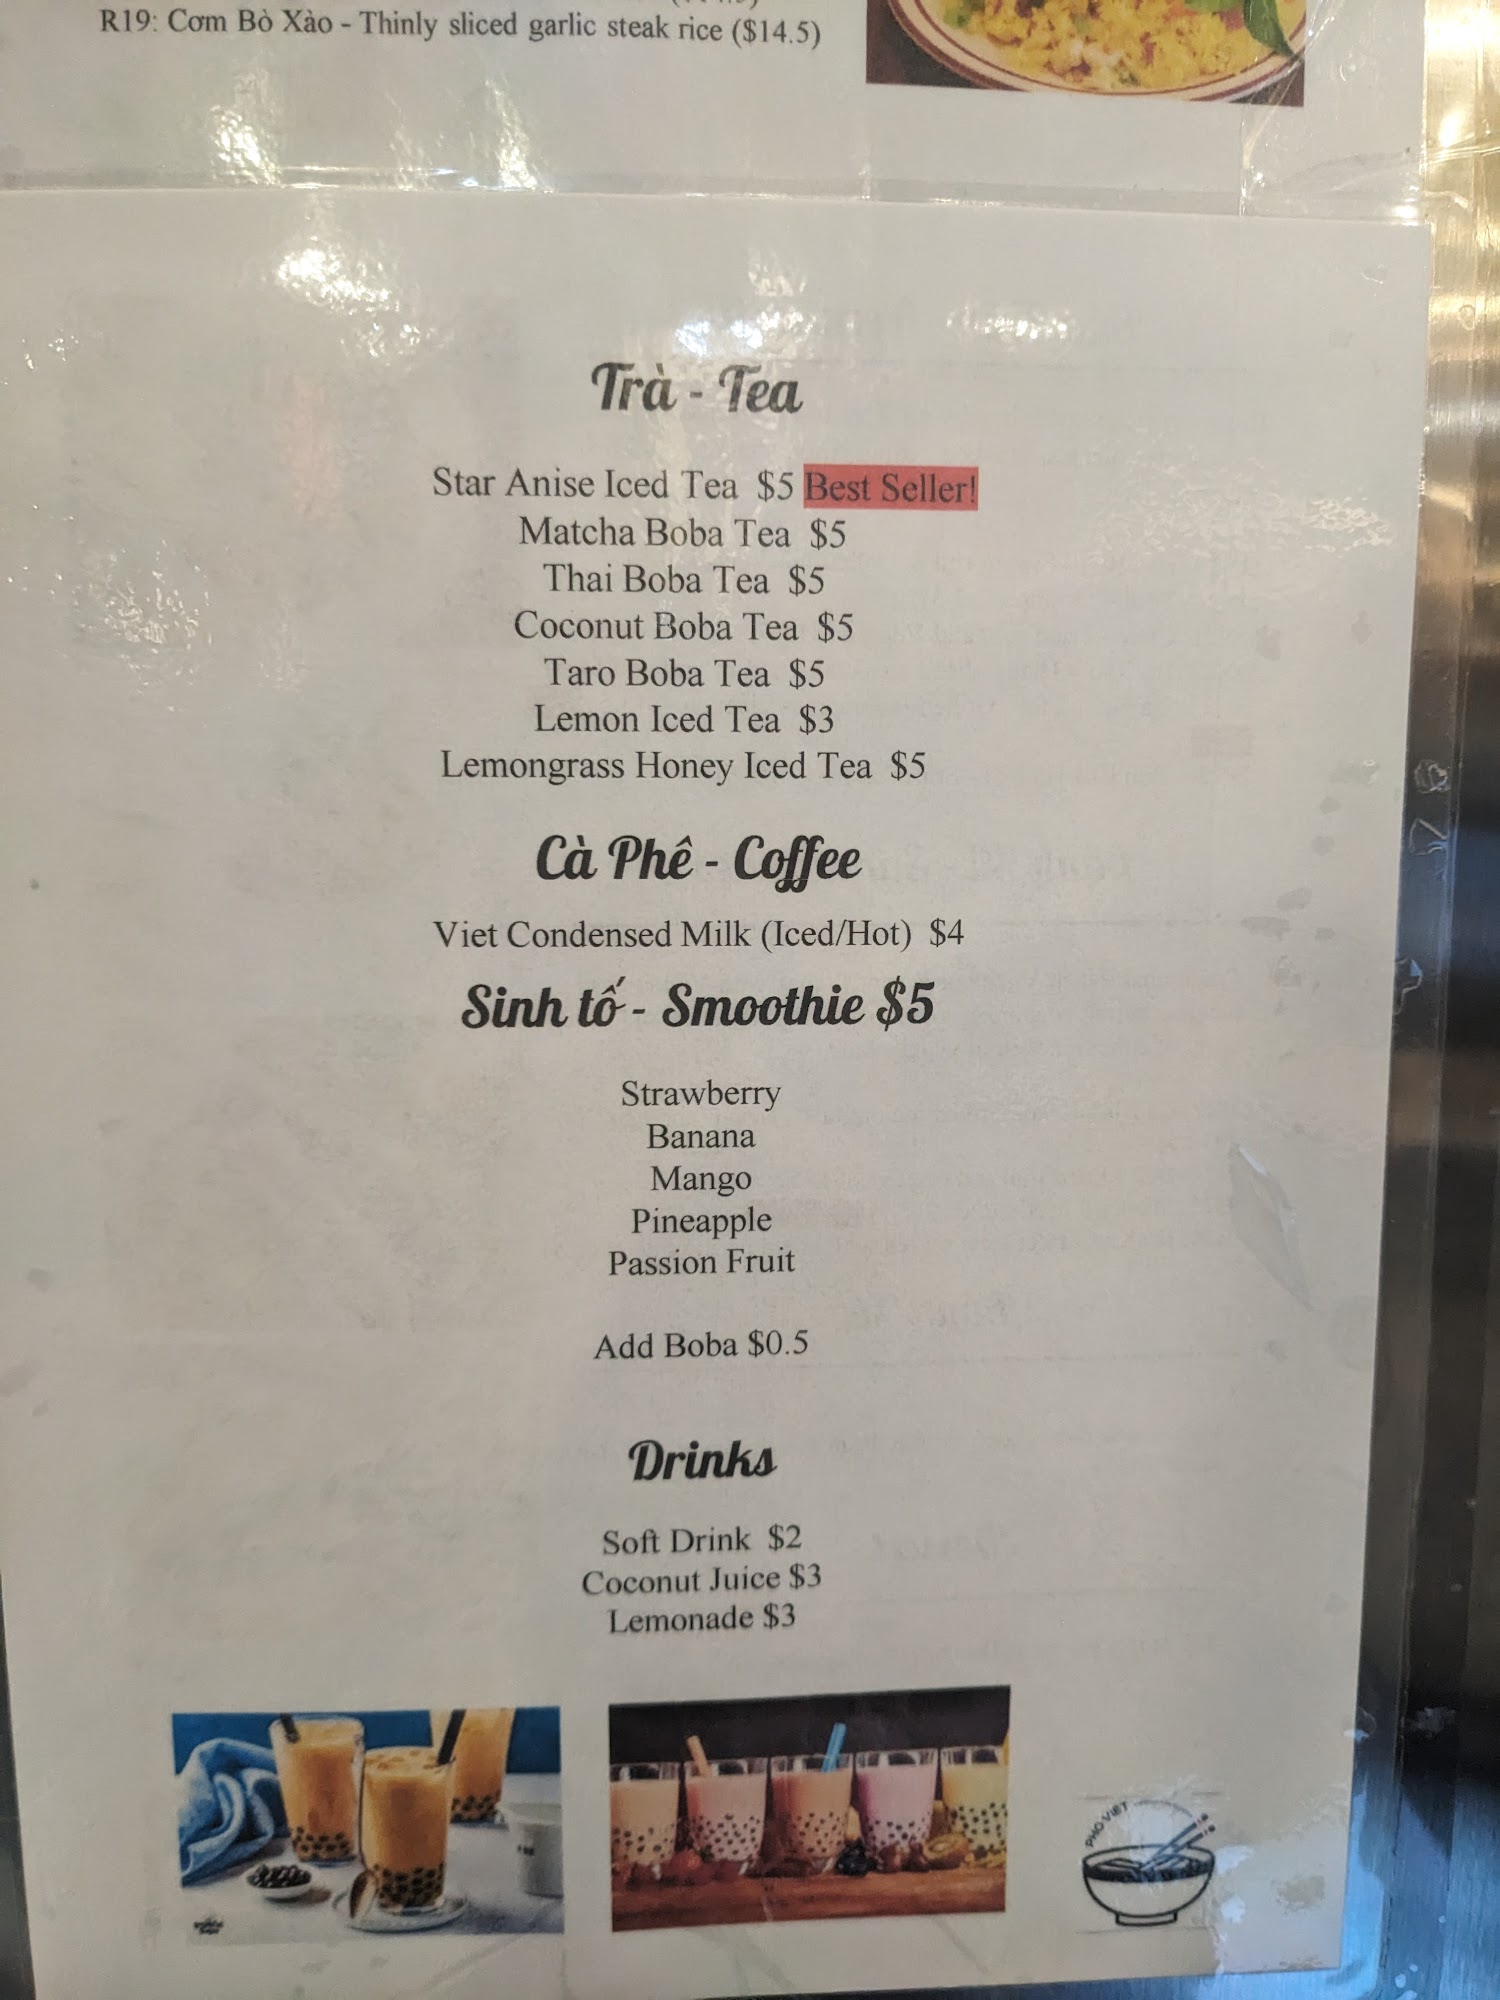 R19: Cơm Bò Xào - Thinly sliced garlic steak rice ($14.5)
Trà - Tea
Star Anise Iced Tea $5 Best Seller!
Matcha Boba Tea $5
Thai Boba Tea $5
Coconut Boba Tea $5
Taro Boba Tea $5
Lemon Iced Tea $3
Lemongrass Honey Iced Tea $5
Cà Phê - Coffee
Viet Condensed Milk (Iced/Hot) $4
Sinh tố - Smoothie $5
Strawberry
Banana
Mango
Pineapple
Passion Fruit
Add Boba $0.5
Drinks
Soft Drink $2
Coconut Juice $3
Lemonade $3
PHO VIET